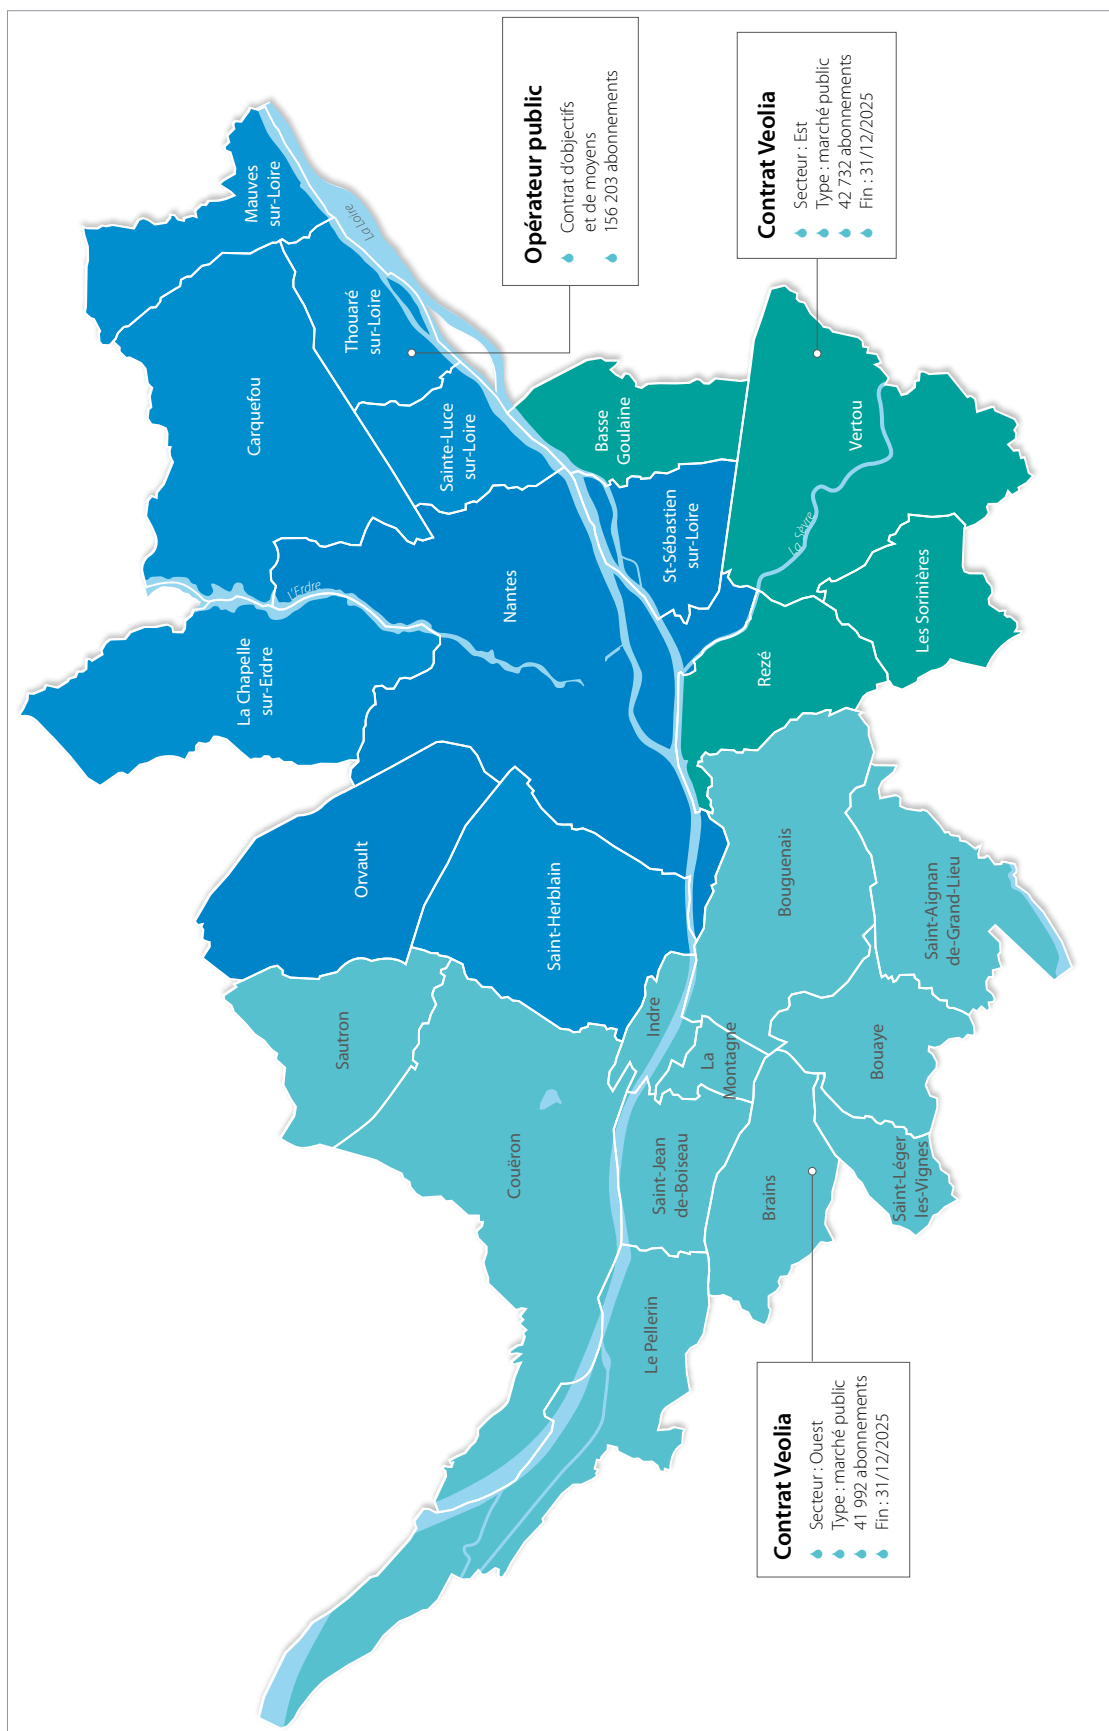 Opérateur public
Contrat d'objectifs
et de moyens
156 203 abonnements
Contrat Veolia
Secteur : Est
Type : marché public
42 732 abonnements
Fin : 31/12/2025
Contrat Veolia
Secteur : Ouest
Type : marché public
41 992 abonnements
Fin : 31/12/2025
Mauves
sur-Loire
La Loire
Thouaré
sur-Loire
Carquefou
Sainte-Luce
sur-Loire
Basse
Goulaine
Vertou
La Sèvre
St-Sébastien
sur-Loire
Nantes
L'Erdre
La Chapelle
sur-Erdre
Les Sorinières
Rezé
Orvault
Saint-Herblain
Bouguenais
Saint-Aignan
de-Grand-Lieu
Sautron
Indre
La
Montagne
Bouaye
Couëron
Saint-Jean
de-Boiseau
Brains
Saint-Léger
les-Vignes
Le Pellerin